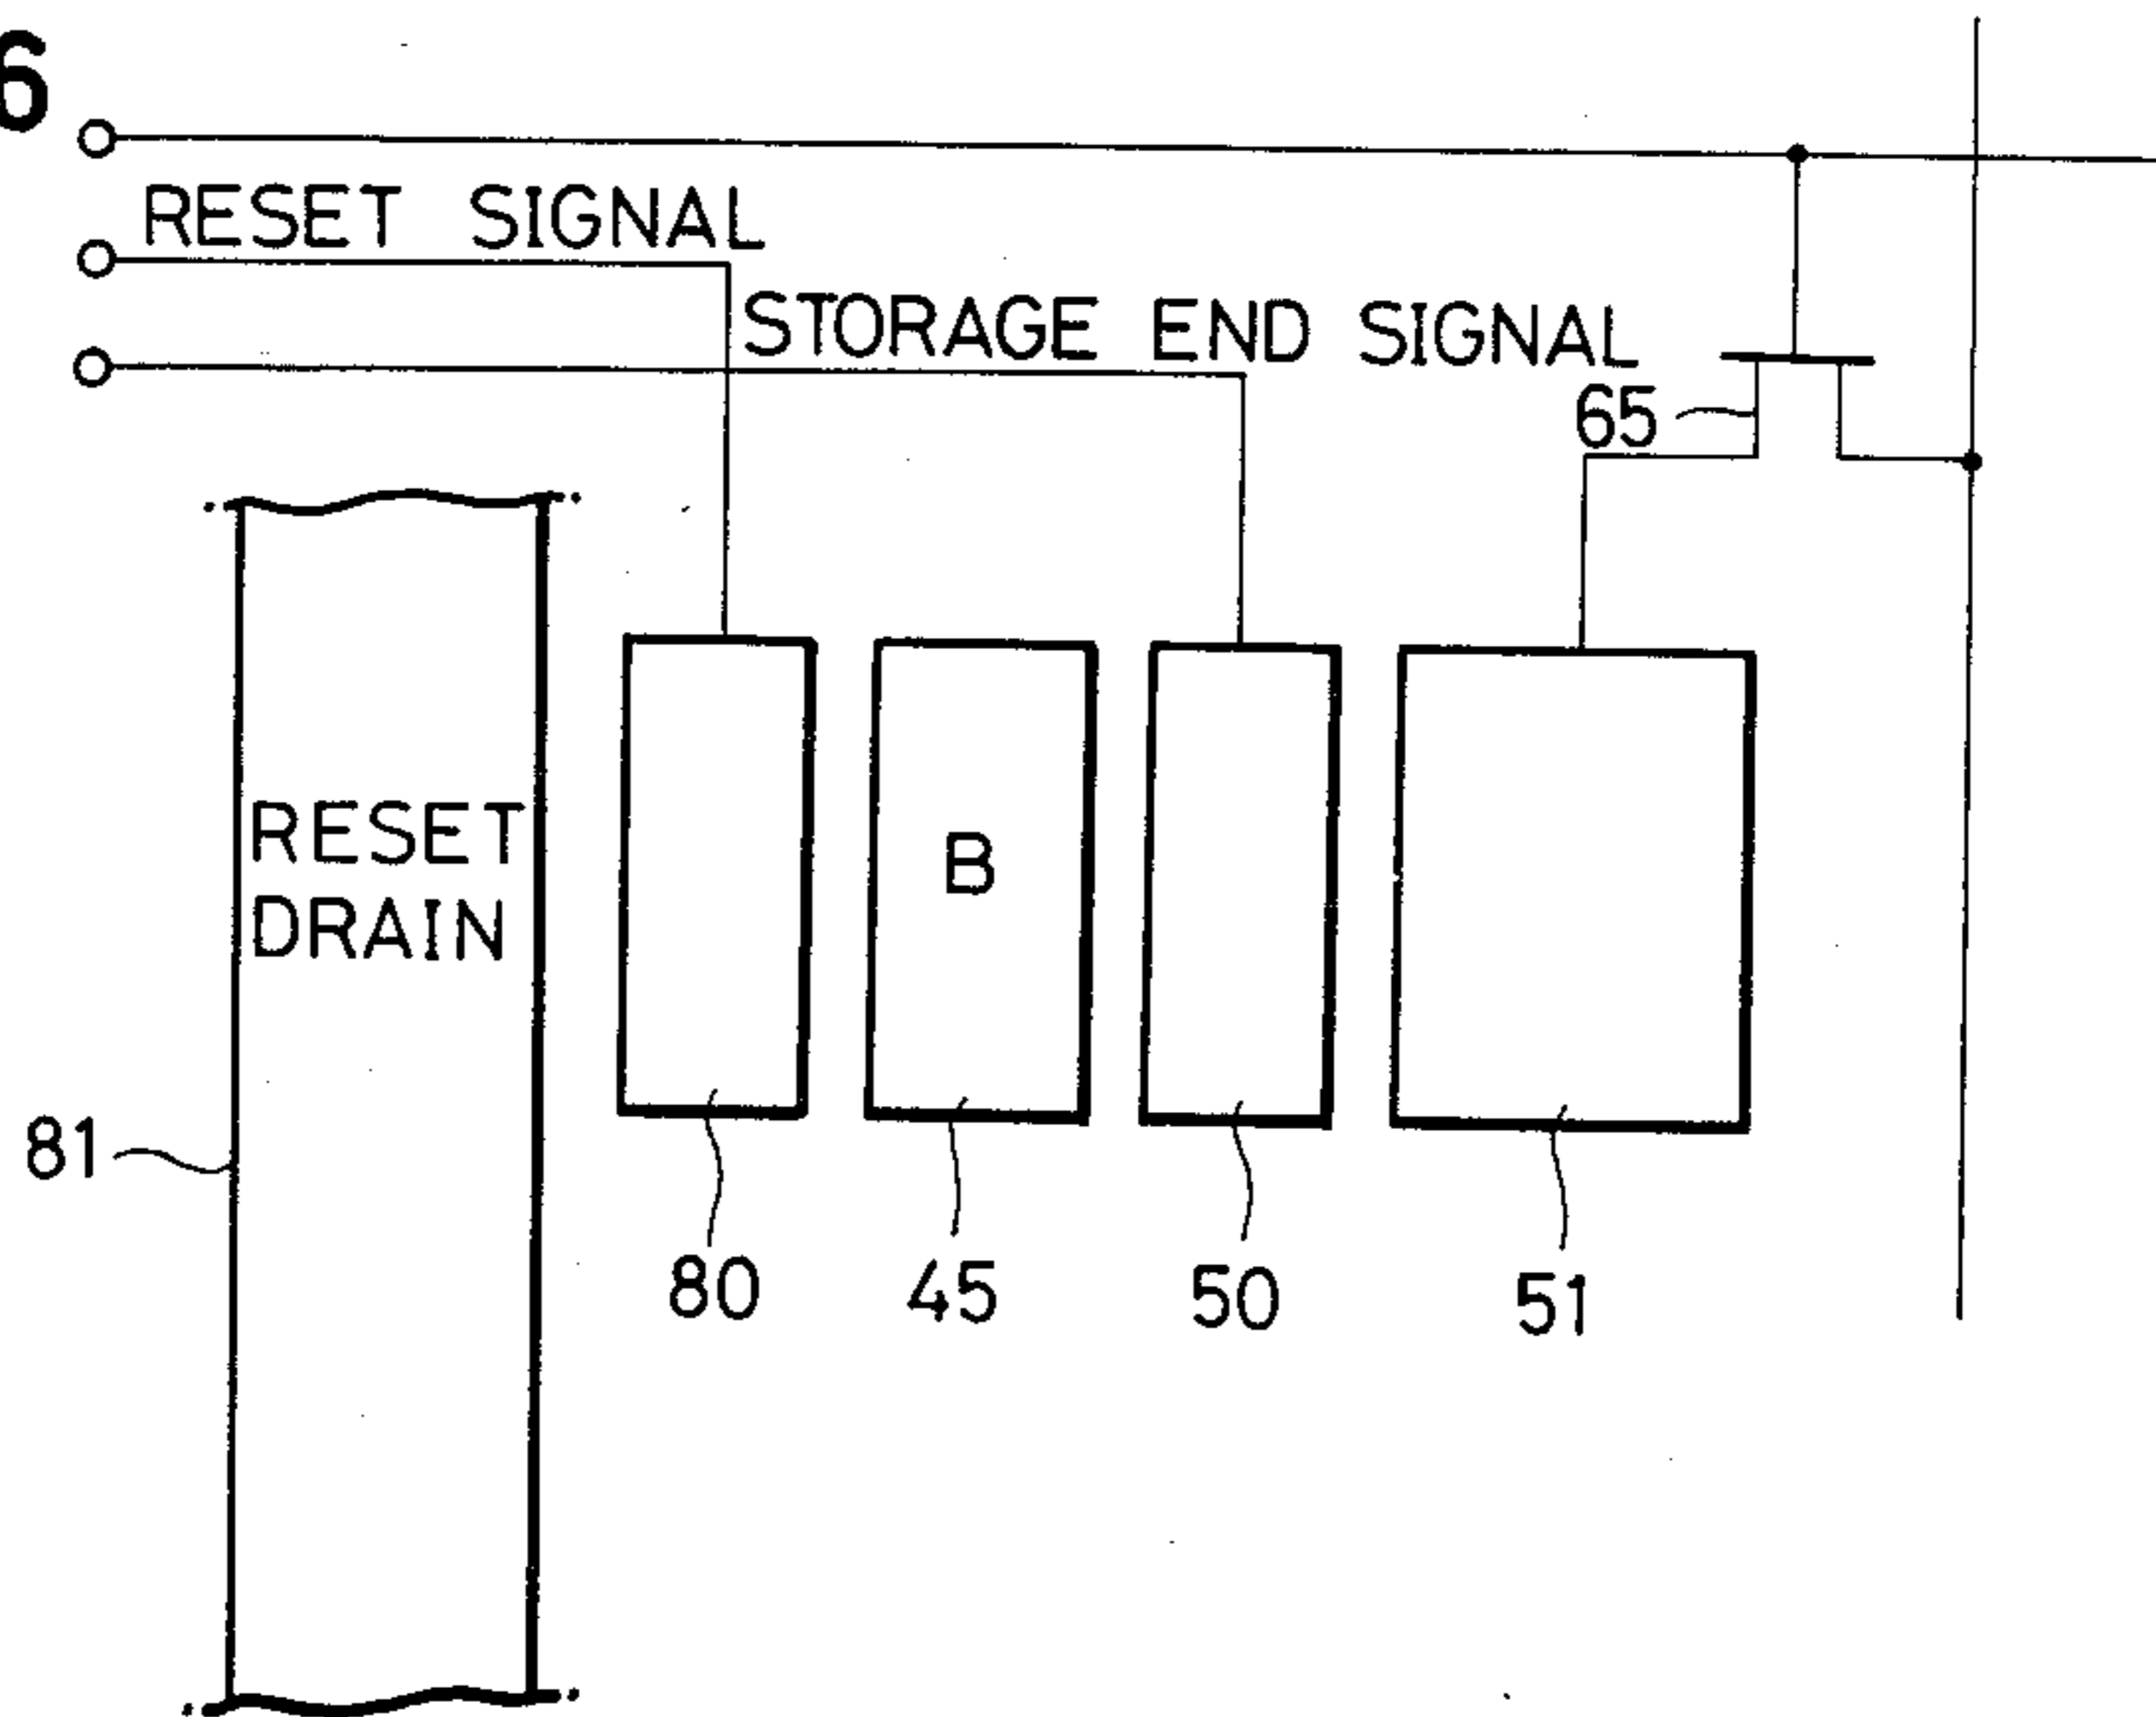 6
RESET SIGNAL
STORAGE END SIGNAL
65
RESET
DRAIN
B
81
80
45
50
51